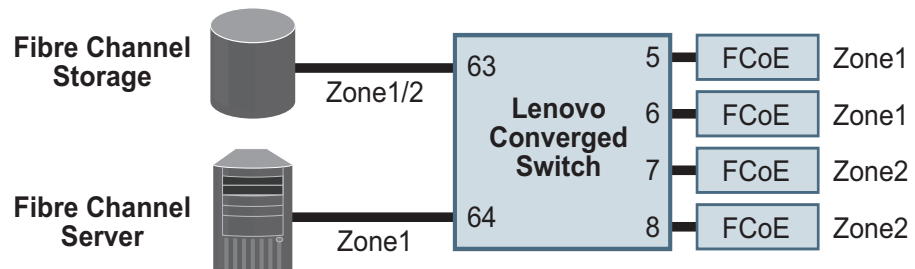 Fibre Channel
Storage
Zone1/2
63
Lenovo
Converged
Switch
5
FCoE
Zone1
6
FCoE
Zone1
7
FCoE
Zone2
8
FCoE
Zone2
Fibre Channel
Server
Zone1
64